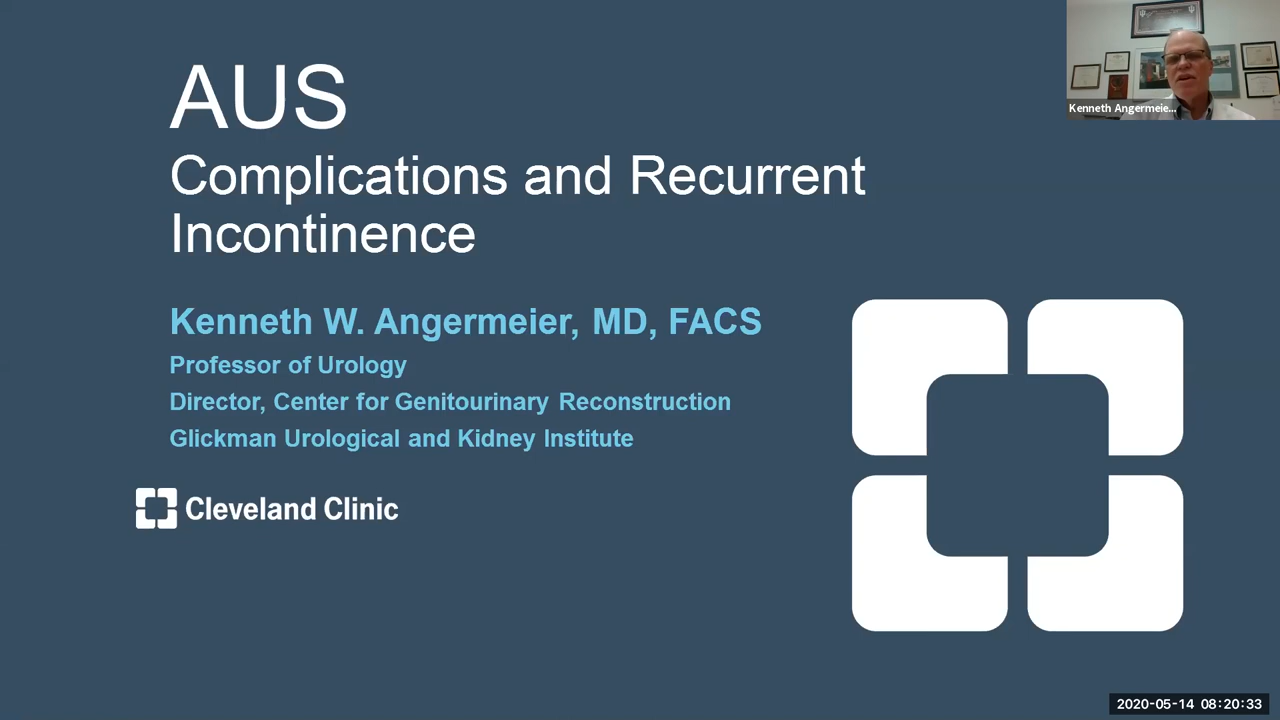 AUS
Complications and Recurrent
Incontinence
Kenneth W. Angermeier, MD, FACS
Professor of Urology
Director, Center for Genitourinary Reconstruction
Glickman Urological and Kidney Institute
Cleveland Clinic
Kenneth Angermeie...
2020-05-14 08:20:33